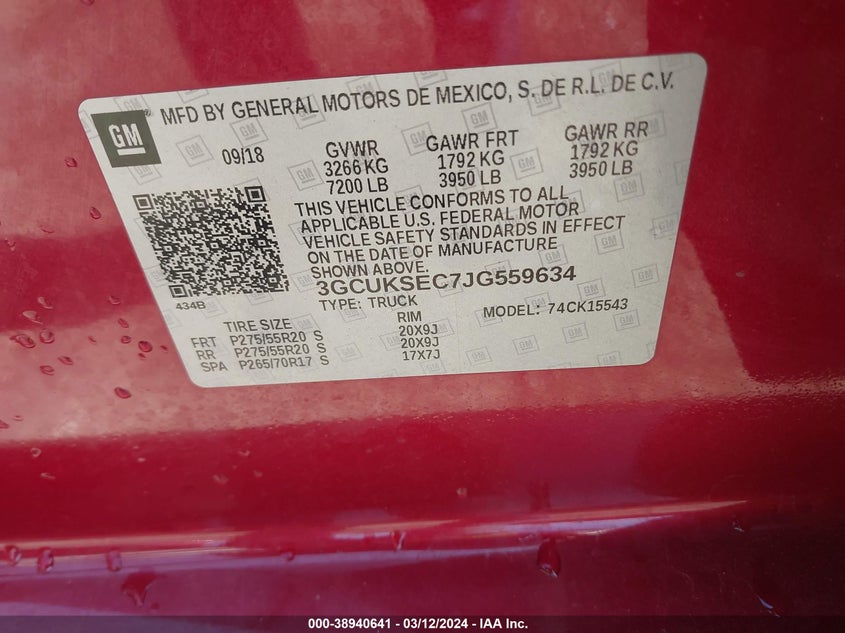 GM
MFD BY GENERAL MOTORS DE MEXICO, S. DE R.L. DE C.V.
09/18 GVWR GAWR FRT GAWR RR
3266 KG 1792 KG 1792 KG
7200 LB 3950 LB 3950 LB
THIS VEHICLE CONFORMS TO ALL
APPLICABLE U.S. FEDERAL MOTOR
VEHICLE SAFETY STANDARDS IN EFFECT
ON THE DATE OF MANUFACTURE
SHOWN ABOVE.
3GCUKSEC7JG559634
434B TYPE: TRUCK MODEL: 74CK15543
TIRE SIZE RIM
FRT P275/55R20 S 20X9J
RR P275/55R20 S 20X9J
SPA P265/70R17 S 17X7J
000-38940641 - 03/12/2024 - IAA Inc.